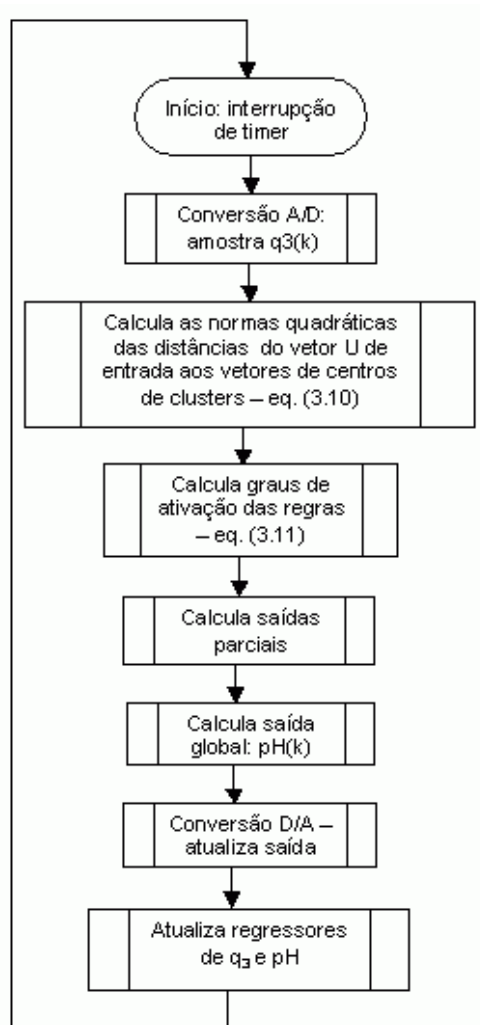 Início: interrupção
de timer
Conversão A/D:
amostra q3(k)
Calcula as normas quadráticas
das distâncias do vetor U de
entrada aos vetores de centros
de clusters – eq. (3.10)
Calcula graus de
ativação das regras
– eq. (3.11)
Calcula saídas
parciais
Calcula saída
global: pH(k)
Conversão D/A –
atualiza saída
Atualiza regressores
de q₃ e pH